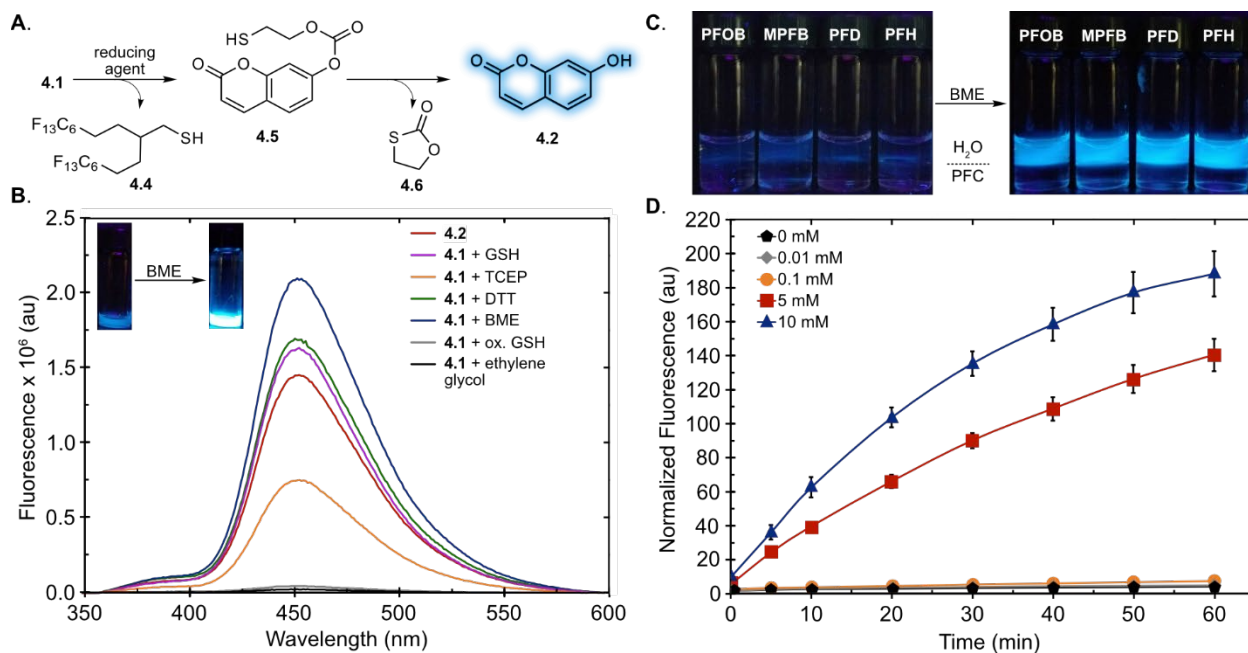 A.
4.1
reducing
agent
F₁₃C₆
F₁₃C₆
SH
4.4
HS
O
O
O
O
O
4.5
O
S
O
4.6
O
O
OH
4.2
B.
2.5
2.0
1.5
1.0
0.5
0
Fluorescence x 10⁶ (au)
350
400
450
500
550
600
Wavelength (nm)
BME
4.2
4.1 + GSH
4.1 + TCEP
4.1 + DTT
4.1 + BME
4.1 + ox. GSH
4.1 + ethylene
glycol
C.
PFOB MPFB PFD PFH
BME
H₂O
PFC
PFOB MPFB PFD PFH
D.
220
200
180
160
140
120
100
80
60
40
20
0
Normalized Fluorescence (au)
0 mM
0.01 mM
0.1 mM
5 mM
10 mM
0
10
20
30
40
50
60
Time (min)